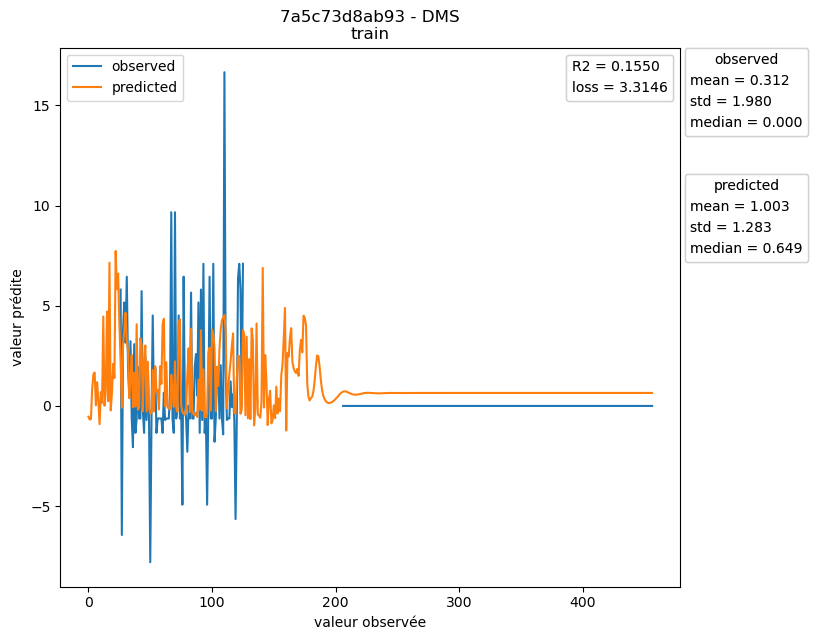 7a5c73d8ab93 - DMS
train
observed
predicted
R2 = 0.1550
loss = 3.3146
observed
mean = 0.312
std = 1.980
median = 0.000
predicted
mean = 1.003
std = 1.283
median = 0.649
valeur prédite
15
10
5
0
−5
0
100
200
300
400
valeur observée